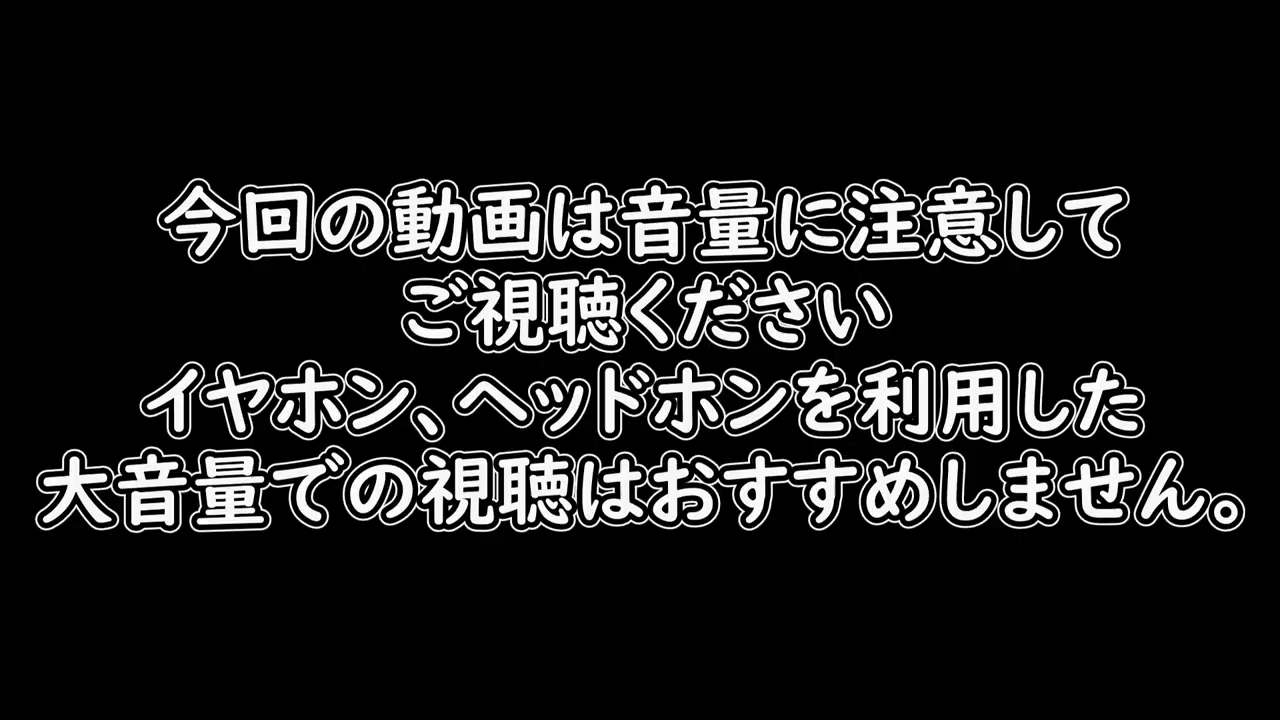 今回の動画は音量に注意して
ご視聴ください
イヤホン、ヘッドホンを利用した
大音量での視聴はおすすめしません。